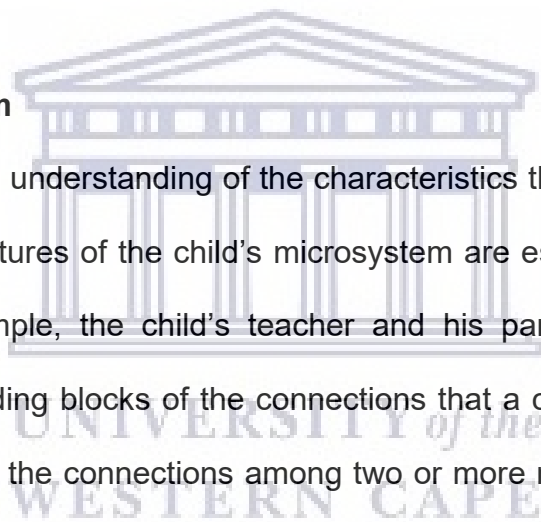 n
understanding of the characteristics th
tures of the child's microsystem are es
mple, the child's teacher and his par
ding blocks of the connections that a c
UNIVERSITY of the
the connections among two or more r
WESTERN CAPE